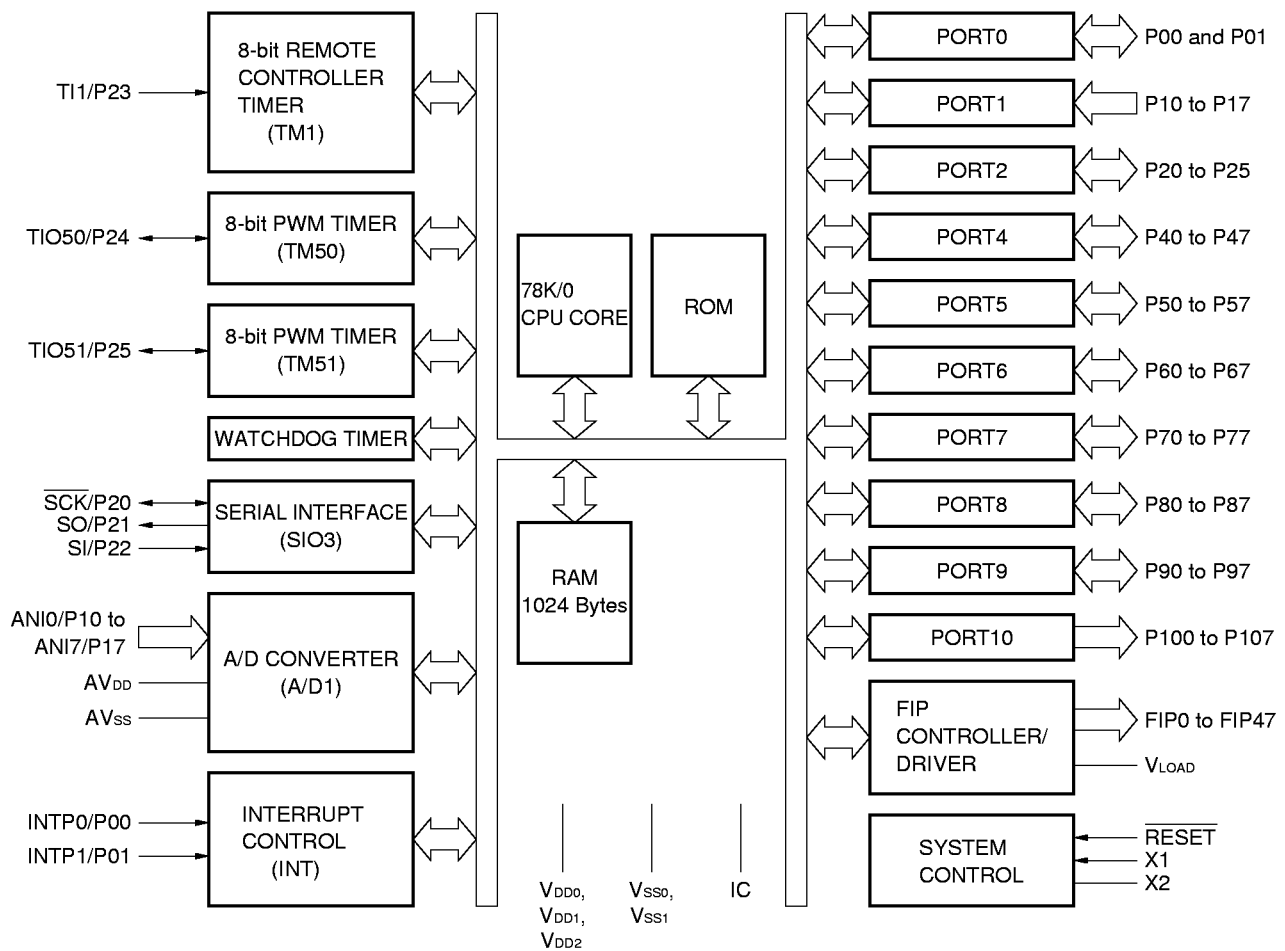 8-bit REMOTE
CONTROLLER
TIMER
(TM1)
TI1/P23
8-bit PWM TIMER
(TM50)
TIO50/P24
8-bit PWM TIMER
(TM51)
TIO51/P25
WATCHDOG TIMER
SCK/P20
SO/P21
SI/P22
SERIAL INTERFACE
(SIO3)
ANI0/P10 to
ANI7/P17
AVDD
AVSS
A/D CONVERTER
(A/D1)
INTP0/P00
INTP1/P01
INTERRUPT
CONTROL
(INT)
78K/0
CPU CORE
ROM
RAM
1024 Bytes
VDD0,
VDD1,
VDD2
VSS0,
VSS1
IC
PORT0
P00 and P01
PORT1
P10 to P17
PORT2
P20 to P25
PORT4
P40 to P47
PORT5
P50 to P57
PORT6
P60 to P67
PORT7
P70 to P77
PORT8
P80 to P87
PORT9
P90 to P97
PORT10
P100 to P107
FIP
CONTROLLER/
DRIVER
FIP0 to FIP47
VLOAD
SYSTEM
CONTROL
RESET
X1
X2